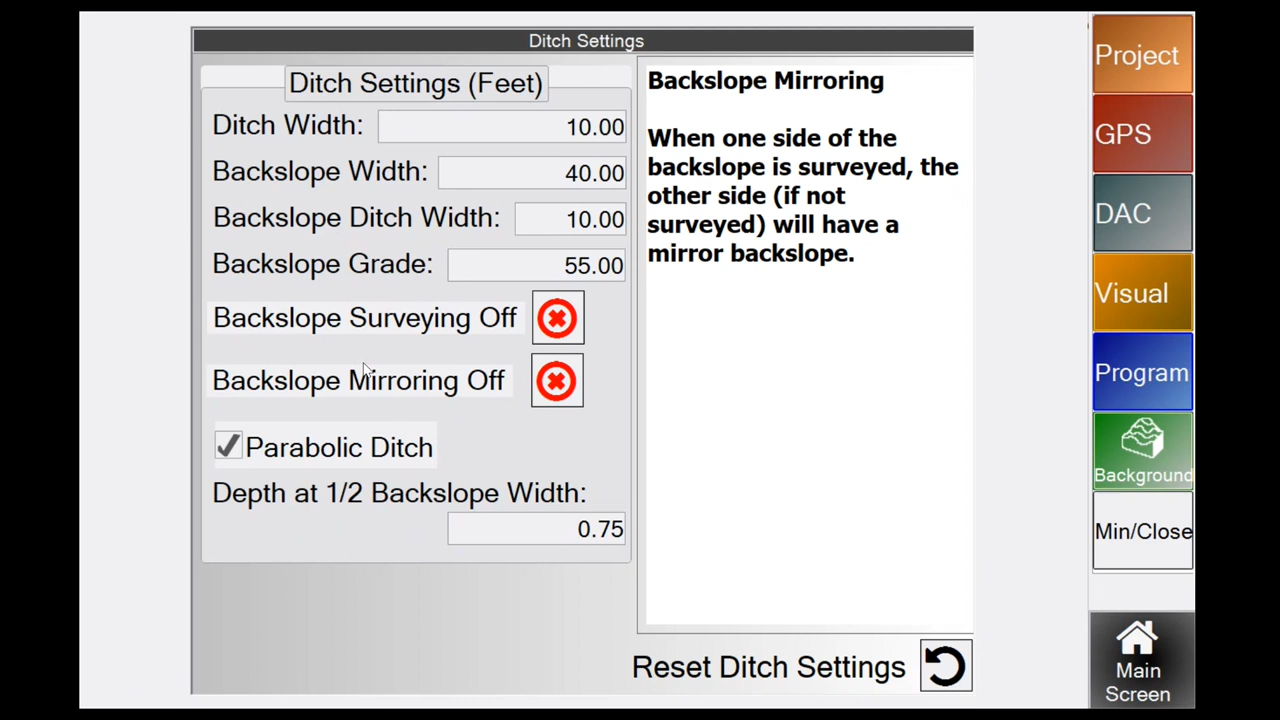 Ditch Settings
Ditch Settings (Feet)
Ditch Width: 10.00
Backslope Width: 40.00
Backslope Ditch Width: 10.00
Backslope Grade: 55.00
Backslope Surveying Off
Backslope Mirroring Off
Parabolic Ditch
Depth at 1/2 Backslope Width:
0.75
Backslope Mirroring
When one side of the
backslope is surveyed, the
other side (if not
surveyed) will have a
mirror backslope.
Reset Ditch Settings
Project
GPS
DAC
Visual
Program
Background
Min/Close
Main
Screen